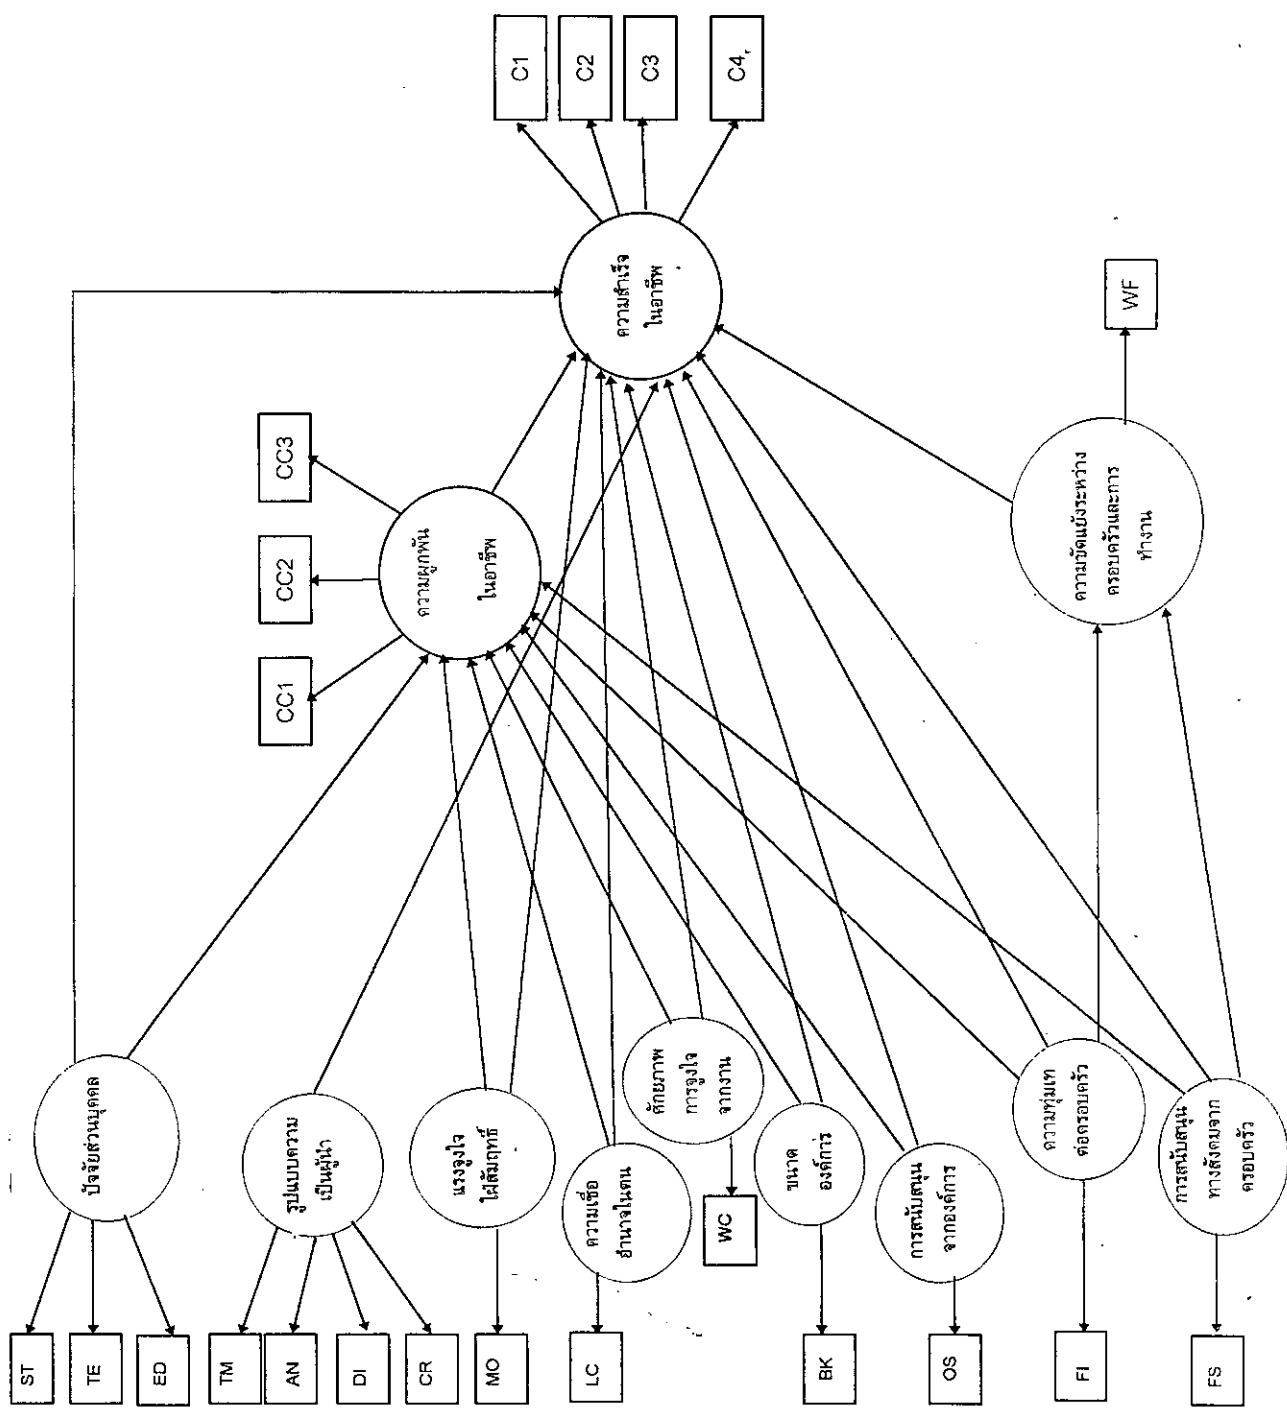 ST
TE
ED
TM
AN
DI
CR
MO
LC
WC
BK
OS
FI
FS
ปัจจัยส่วนบุคคล
รูปแบบความ
เป็นผู้นำ
แรงจูงใจ
ใฝ่สัมฤทธิ์
ความเชื่อ
อำนาจในตน
ศักยภาพ
การจูงใจ
จากงาน
ขนาด
องค์การ
การสนับสนุน
จากองค์การ
ความทุ่มเท
ต่อครอบครัว
การสนับสนุน
ทางสังคมจาก
ครอบครัว
CC1
CC2
CC3
ความผูกพัน
ในอาชีพ
ความขัดแย้งระหว่าง
ครอบครัวและการ
ทำงาน
WF
ความสำเร็จ
ในอาชีพ
C1
C2
C3
C4